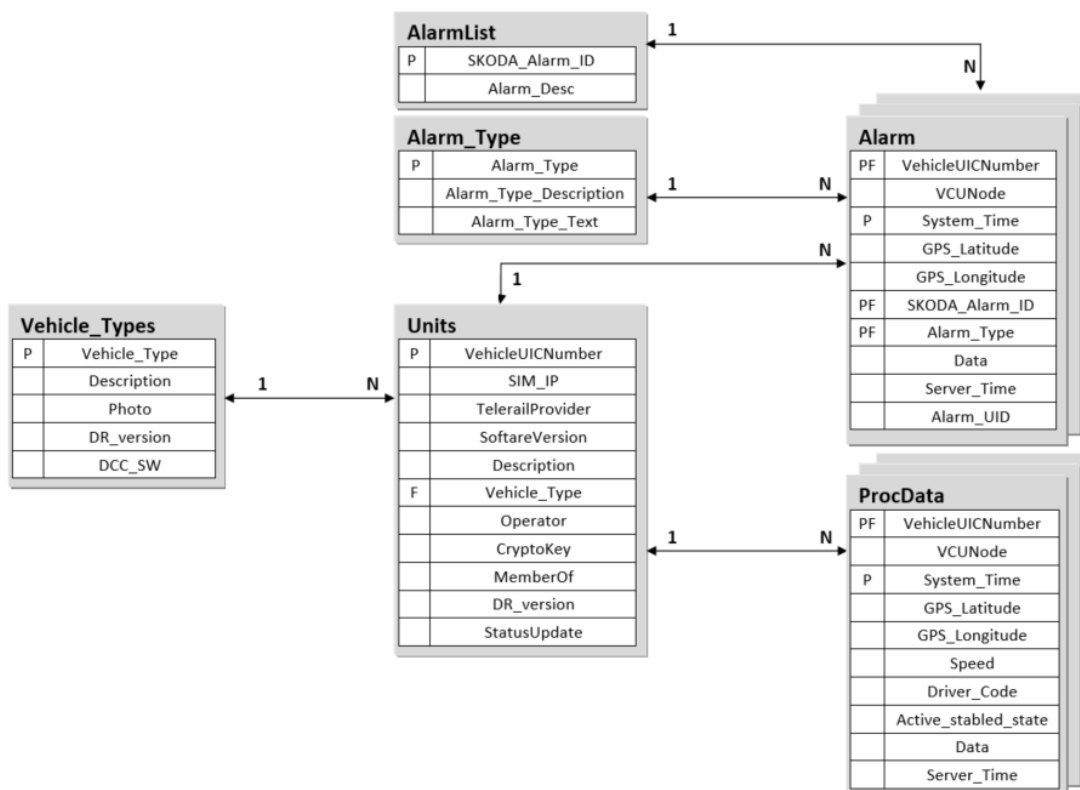 AlarmList
P SKODA_Alarm_ID
Alarm_Desc
1
N
Alarm_Type
P Alarm_Type
Alarm_Type_Description
Alarm_Type_Text
1
N
Alarm
PF VehicleUICNumber
VCUNode
P System_Time
GPS_Latitude
GPS_Longitude
PF SKODA_Alarm_ID
PF Alarm_Type
Data
Server_Time
Alarm_UID
N
1
Vehicle_Types
P Vehicle_Type
Description
Photo
DR_version
DCC_SW
1
N
Units
P VehicleUICNumber
SIM_IP
TelerailProvider
SoftareVersion
Description
F Vehicle_Type
Operator
CryptoKey
MemberOf
DR_version
StatusUpdate
1
N
ProcData
PF VehicleUICNumber
VCUNode
P System_Time
GPS_Latitude
GPS_Longitude
Speed
Driver_Code
Active_stabled_state
Data
Server_Time